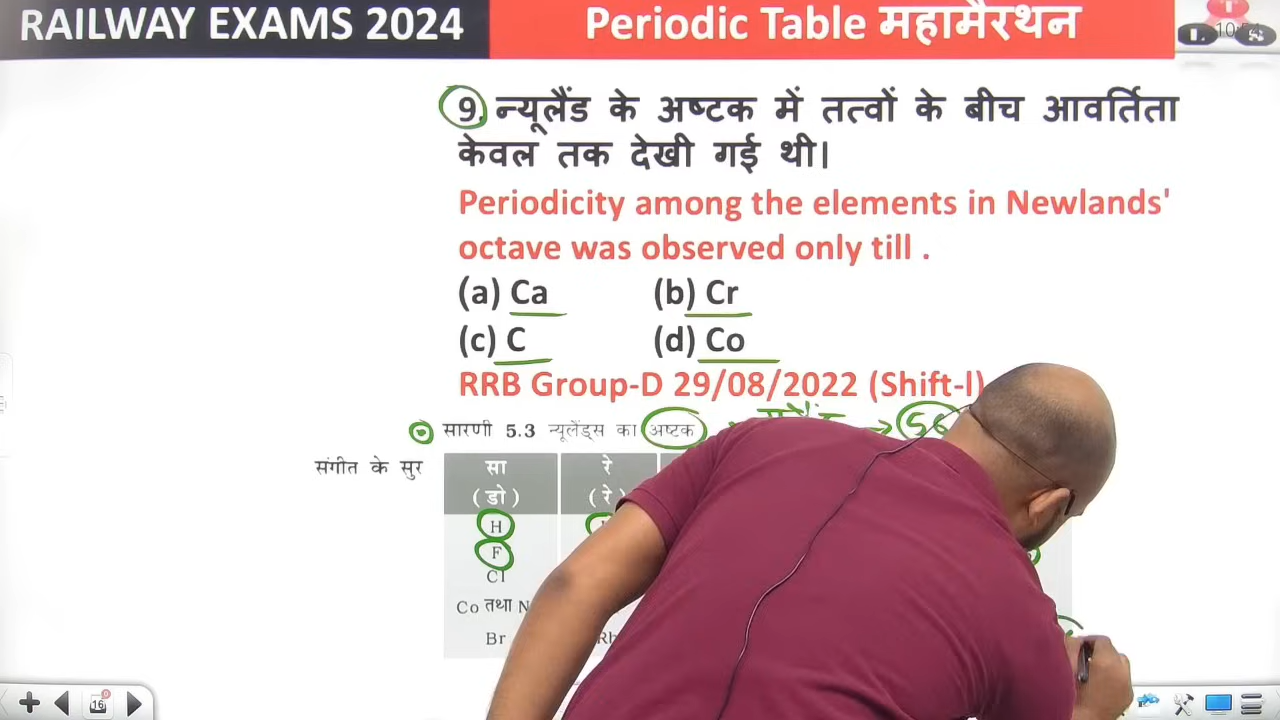 RAILWAY EXAMS 2024
Periodic Table महामैरथन
9. न्यूलैंड के अष्टक में तत्वों के बीच आवर्तिता
केवल तक देखी गई थी।
Periodicity among the elements in Newlands'
octave was observed only till .
(a) Ca (b) Cr
(c) C (d) Co
RRB Group-D 29/08/2022 (Shift-I)
सारणी 5.3 न्यूलैंड्स का अष्टक
संगीत के सुर सा रे
(डो) (रे)
H
F
Cl
Co तथा N
Br Rb
16